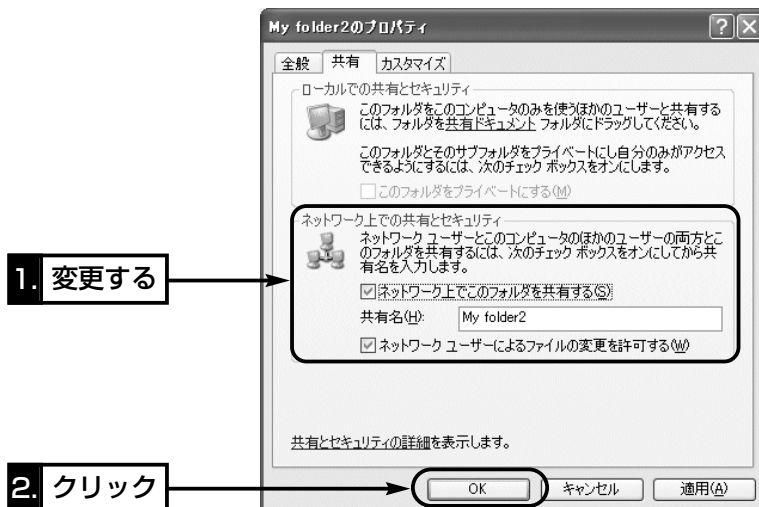 My folder2のプロパティ
全般 共有 カスタマイズ
ローカルでの共有とセキュリティ
このフォルダをこのコンピュータのみを使うほかのユーザーと共有する
には、フォルダを共有ドキュメント フォルダにドラッグしてください。
このフォルダとそのサブフォルダをプライベートにし自分のみがアクセス
できるようにするには、次のチェック ボックスをオンにします。
このフォルダをプライベートにする(M)
ネットワーク上での共有とセキュリティ
ネットワーク ユーザーとこのコンピュータのほかのユーザーの両方とこ
のフォルダを共有するには、次のチェック ボックスをオンにしてから共
有名を入力します。
1. 変更する
ネットワーク上でこのフォルダを共有する(S)
共有名(H): My folder2
ネットワーク ユーザーによるファイルの変更を許可する(W)
共有とセキュリティの詳細を表示します。
2. クリック
OK キャンセル 適用(A)